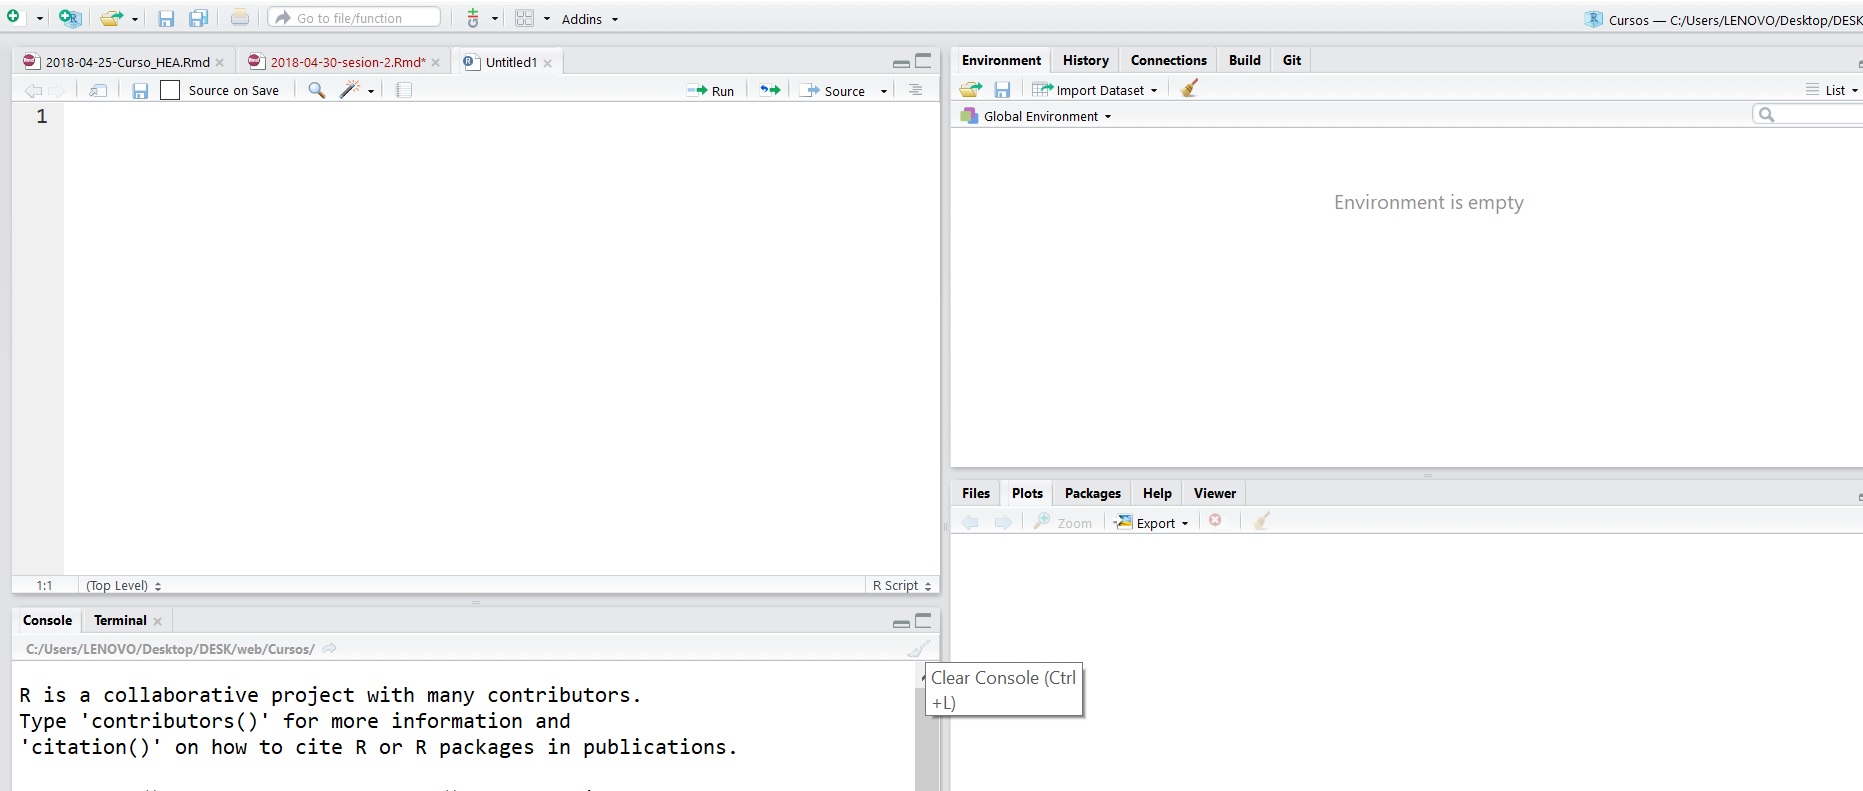 Go to file/function
Addins
Cursos — C:/Users/LENOVO/Desktop/DESK
2018-04-25-Curso_HEA.Rmd
2018-04-30-sesion-2.Rmd*
Untitled1
Source on Save
Run
Source
1
1:1
(Top Level)
R Script
Console
Terminal
C:/Users/LENOVO/Desktop/DESK/web/Cursos/
R is a collaborative project with many contributors.
Type 'contributors()' for more information and
'citation()' on how to cite R or R packages in publications.
Environment
History
Connections
Build
Git
Import Dataset
List
Global Environment
Environment is empty
Files
Plots
Packages
Help
Viewer
Zoom
Export
Clear Console (Ctrl
+L)